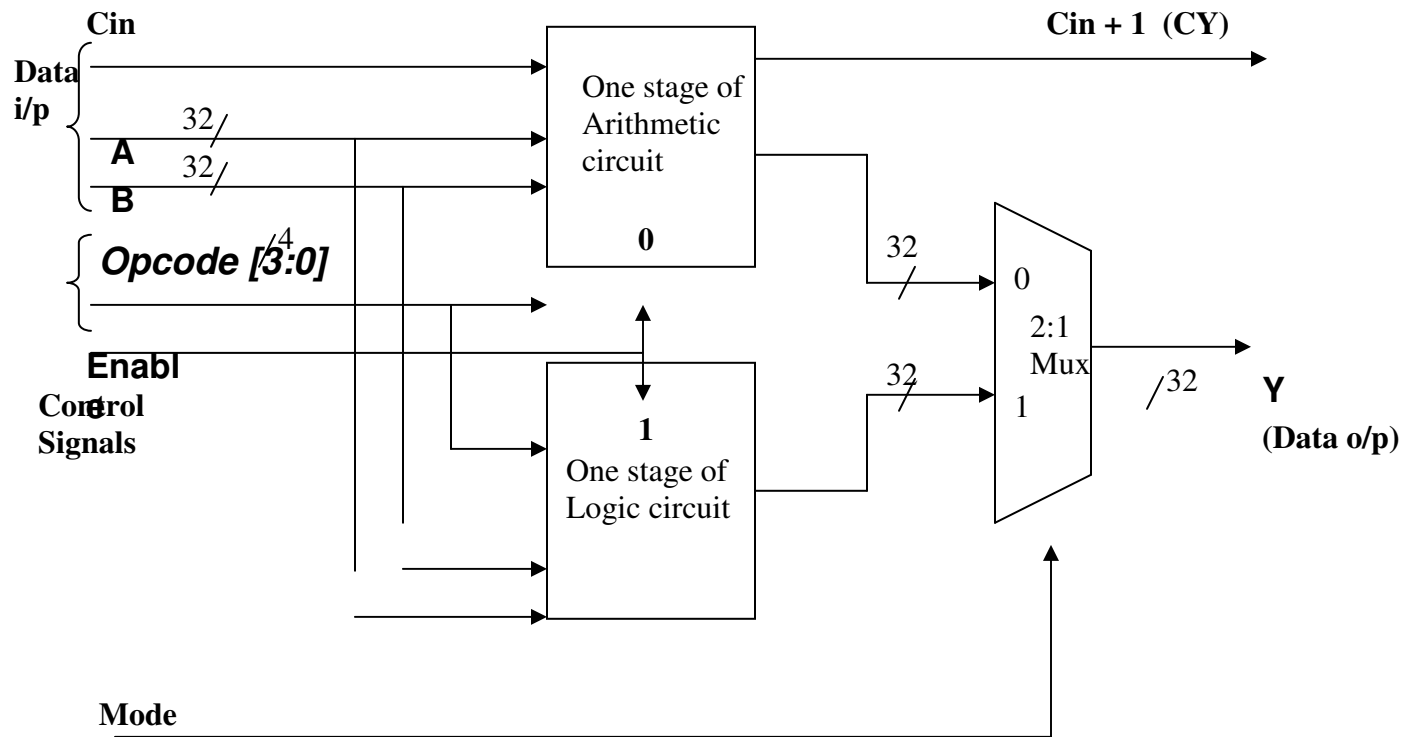 Cin
Cin + 1 (CY)
Data
i/p
32
A
32
B
One stage of
Arithmetic
circuit
0
4
Opcode [3:0]
32
0
2:1
Mux
Enabl
e
Control
Signals
1
One stage of
Logic circuit
32
1
32
Y
(Data o/p)
Mode